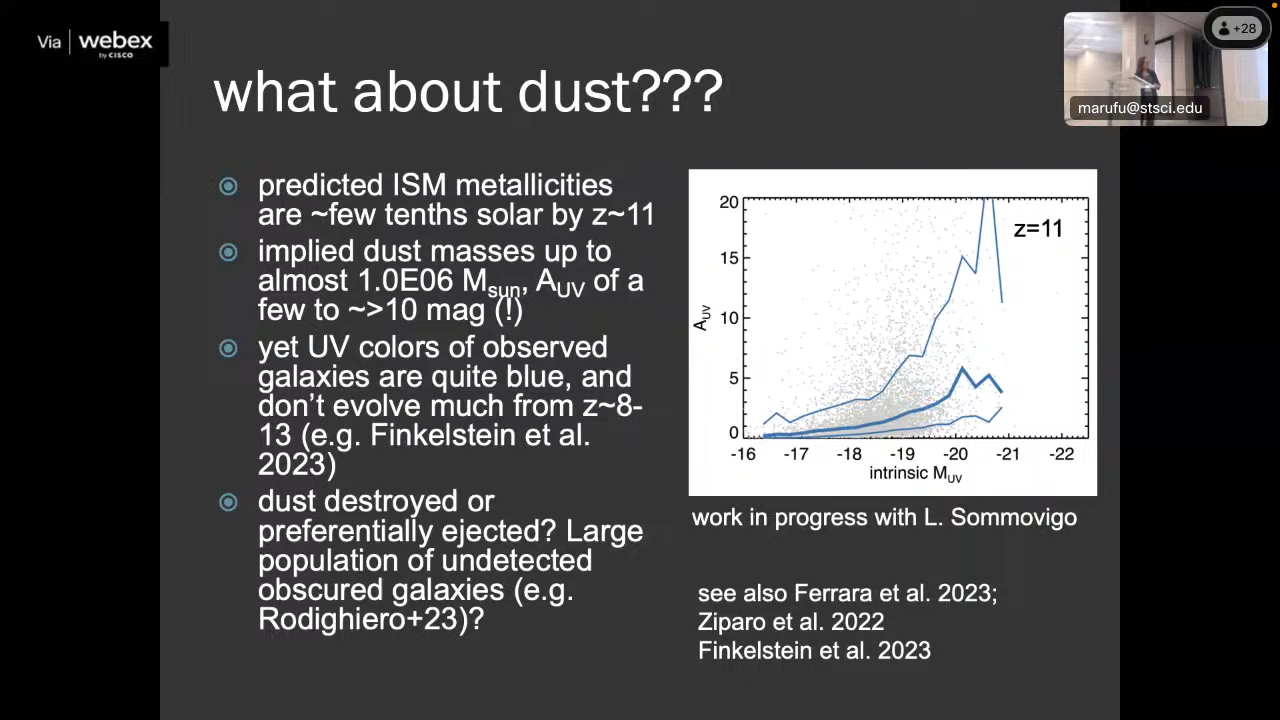 Via webex
by CISCO
+28
marufu@stsci.edu
what about dust???
predicted ISM metallicities
are ~few tenths solar by z~11
implied dust masses up to
almost 1.0E06 Msun, AUV of a
few to ~>10 mag (!)
yet UV colors of observed
galaxies are quite blue, and
don't evolve much from z~8-
13 (e.g. Finkelstein et al.
2023)
dust destroyed or
preferentially ejected? Large
population of undetected
obscured galaxies (e.g.
Rodighiero+23)?
20
z=11
15
10
AUV
5
0
-16 -17 -18 -19 -20 -21 -22
intrinsic MUV
work in progress with L. Sommovigo
see also Ferrara et al. 2023;
Ziparo et al. 2022
Finkelstein et al. 2023